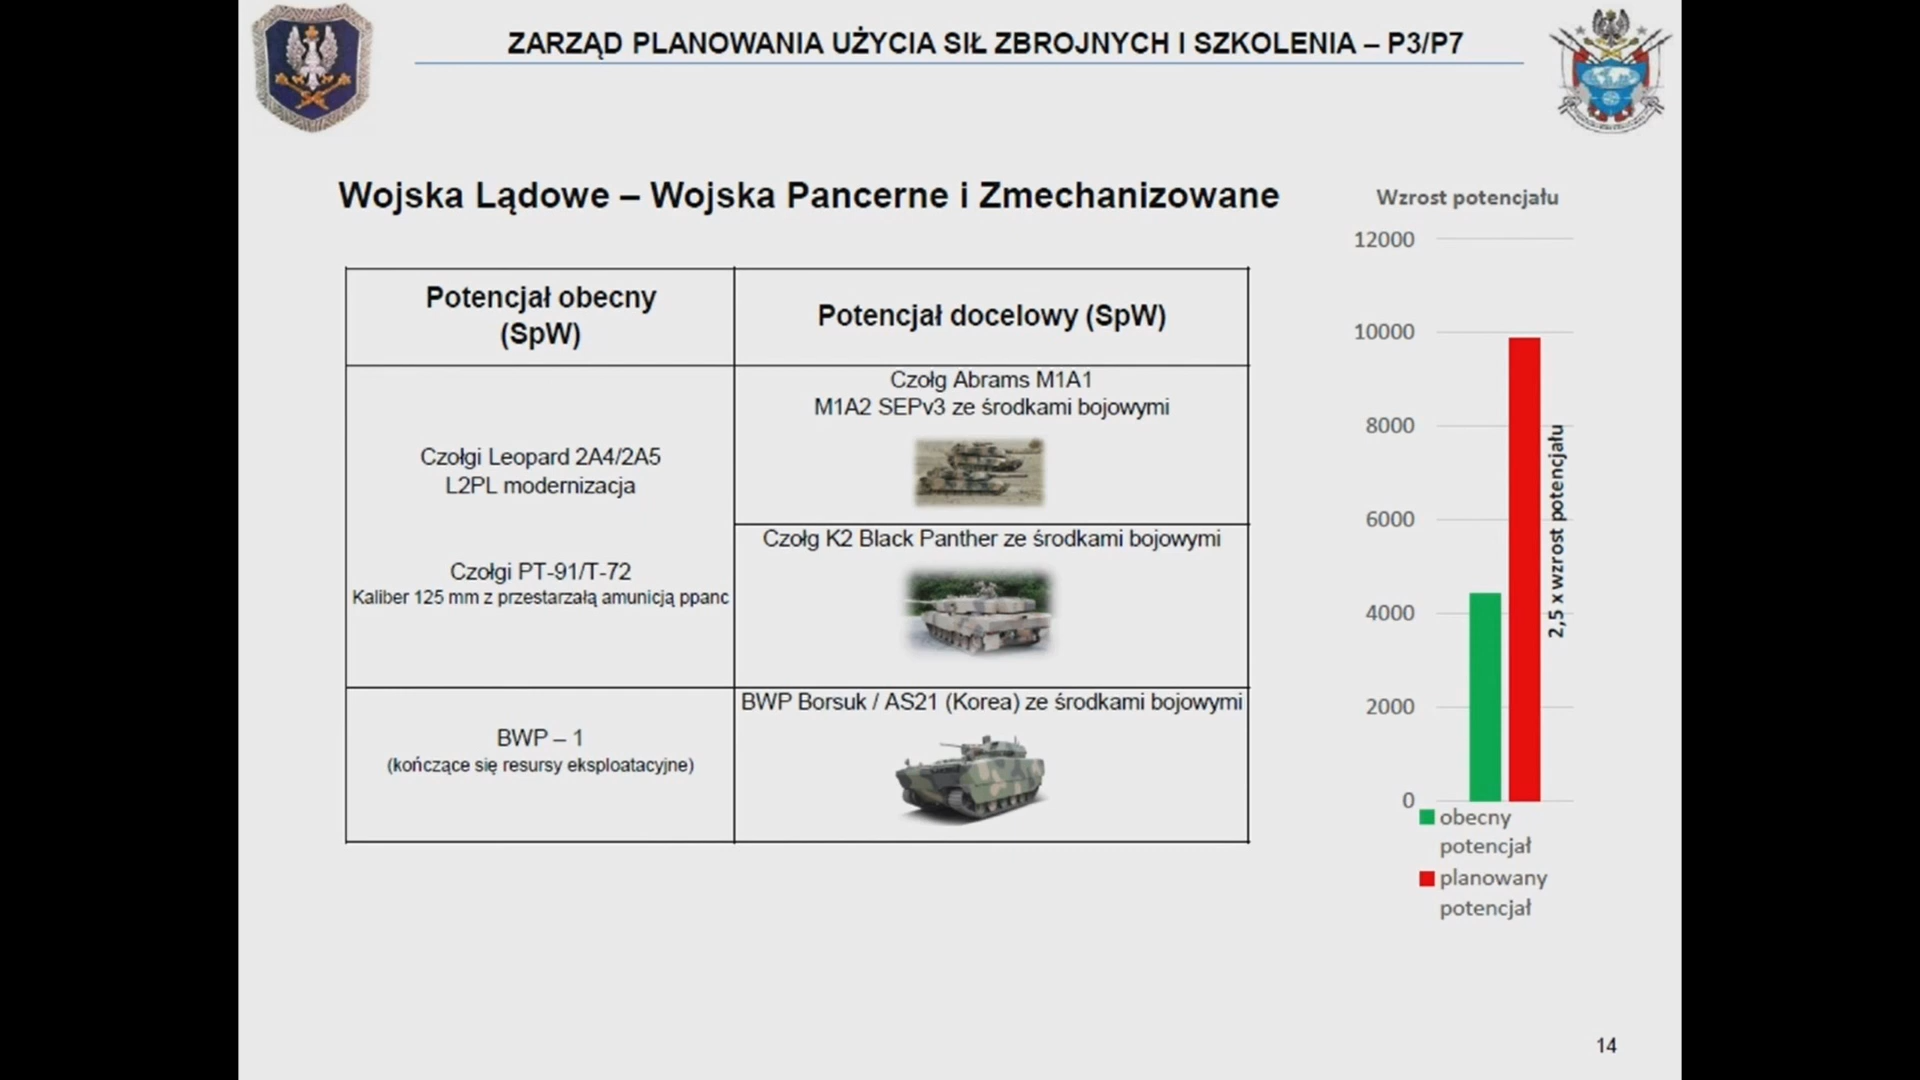 ZARZĄD PLANOWANIA UŻYCIA SIŁ ZBROJNYCH I SZKOLENIA – P3/P7
Wojska Lądowe – Wojska Pancerne i Zmechanizowane
Potencjał obecny
(SpW)
Potencjał docelowy (SpW)
Czołgi Leopard 2A4/2A5
L2PL modernizacja
Czołgi PT-91/T-72
Kaliber 125 mm z przestarzałą amunicją ppanc
Czołg Abrams M1A1
M1A2 SEPv3 ze środkami bojowymi
Czołg K2 Black Panther ze środkami bojowymi
BWP – 1
(kończące się resursy eksploatacyjne)
BWP Borsuk / AS21 (Korea) ze środkami bojowymi
Wzrost potencjału
12000
10000
8000
6000
4000
2000
0
2,5 x wzrost potencjału
obecny
potencjał
planowany
potencjał
14